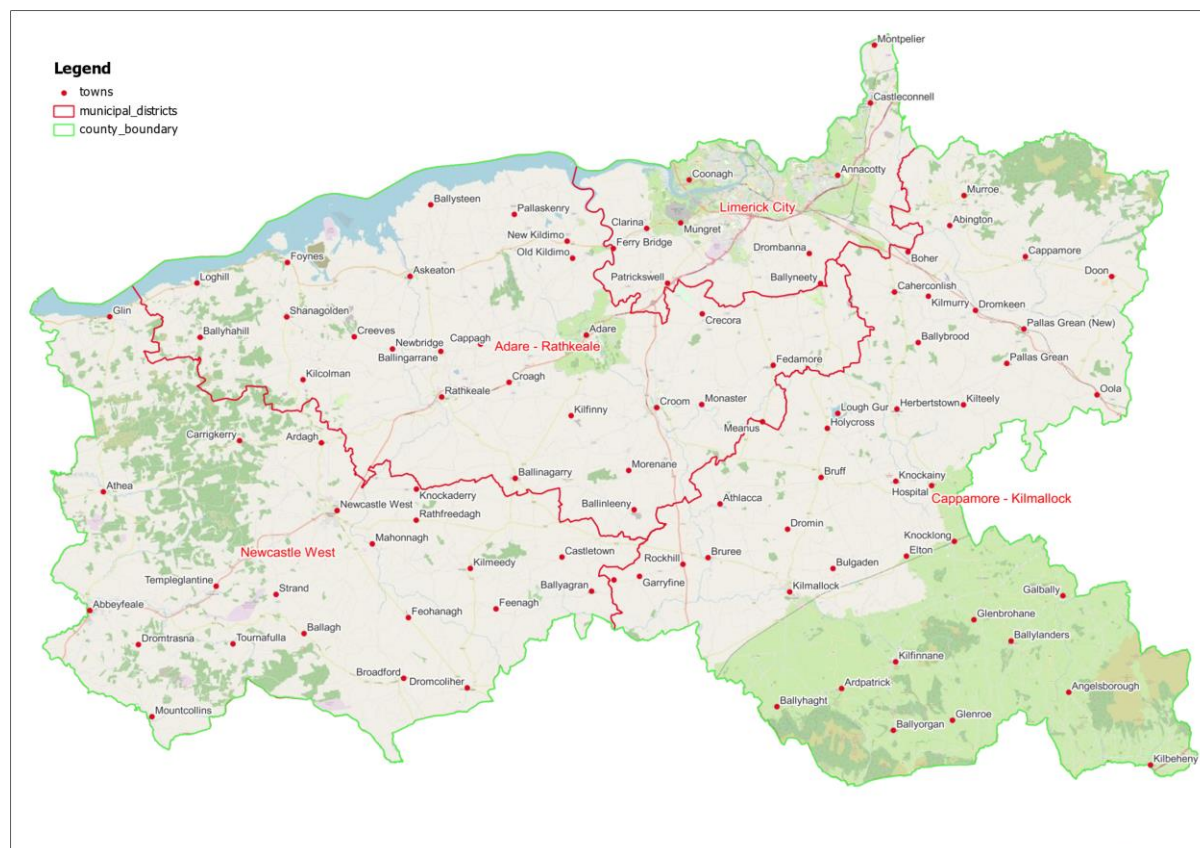 Legend
towns
municipal_districts
county_boundary
Montpelier
Castleconnell
Annacotty
Coonagh
Limerick City
Murroe
Abington
Ballysteen
Pallaskenry
Clarina
Mungret
New Kildimo
Old Kildimo
Ferry Bridge
Drombanna
Boher
Cappamore
Doon
Foynes
Askeaton
Loghill
Patrickswell
Ballyneety
Caherconlish
Kilmurry
Dromkeen
Glin
Shanagolden
Crecora
Ballyhahill
Creeves
Newbridge
Ballingarrane
Cappagh
Adare
Adare - Rathkeale
Ballybrood
Pallas Grean (New)
Pallas Grean
Fedamore
Kilcolman
Croagh
Rathkeale
Oola
Kilfinny
Croom
Monaster
Meanus
Lough Gur
Holycross
Herbertstown
Kilteely
Carrigkerry
Ardagh
Athea
Ballinagarry
Morenane
Bruff
Knockainy
Hospital
Cappamore - Kilmallock
Knockaderry
Newcastle West
Rathfreedagh
Ballinleeny
Athlacca
Dromin
Knocklong
Elton
Mahonnagh
Newcastle West
Castletown
Kilmeedy
Rockhill
Bruree
Bulgaden
Templeglantine
Strand
Ballyagran
Garryfine
Kilmallock
Galbally
Abbeyfeale
Feohanagh
Feenagh
Glenbrohane
Ballylanders
Dromtrasna
Tournafulla
Ballagh
Kilfinnane
Broadford
Dromcoliher
Ardpatrick
Angelsborough
Ballyhaght
Mountcollins
Ballyorgan
Glenroe
Kilbeheny